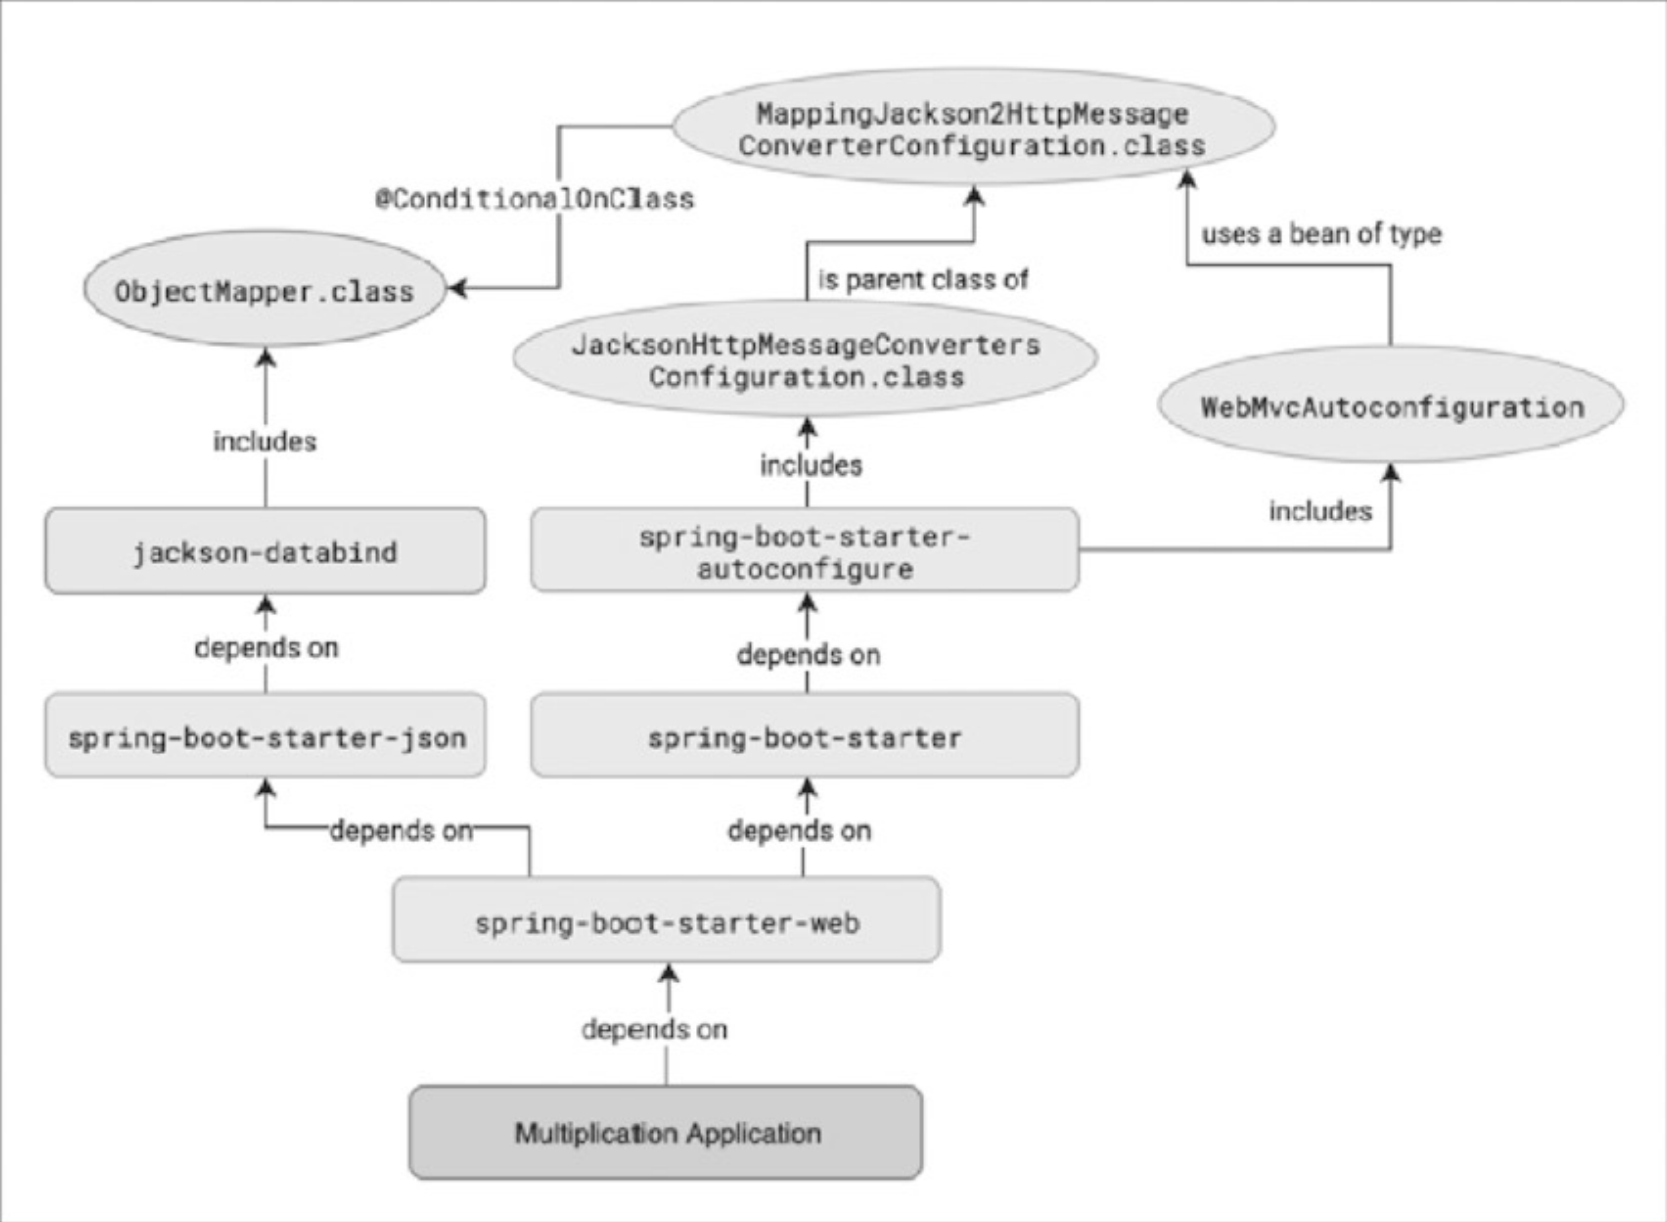 MappingJackson2HttpMessage
ConverterConfiguration.class
@ConditionalOnClass
uses a bean of type
ObjectMapper.class
is parent class of
JacksonHttpMessageConverters
Configuration.class
WebMvcAutoconfiguration
includes
includes
includes
jackson-databind
spring-boot-starter-
autoconfigure
depends on
depends on
spring-boot-starter-json
spring-boot-starter
depends on
depends on
spring-boot-starter-web
depends on
Multiplication Application